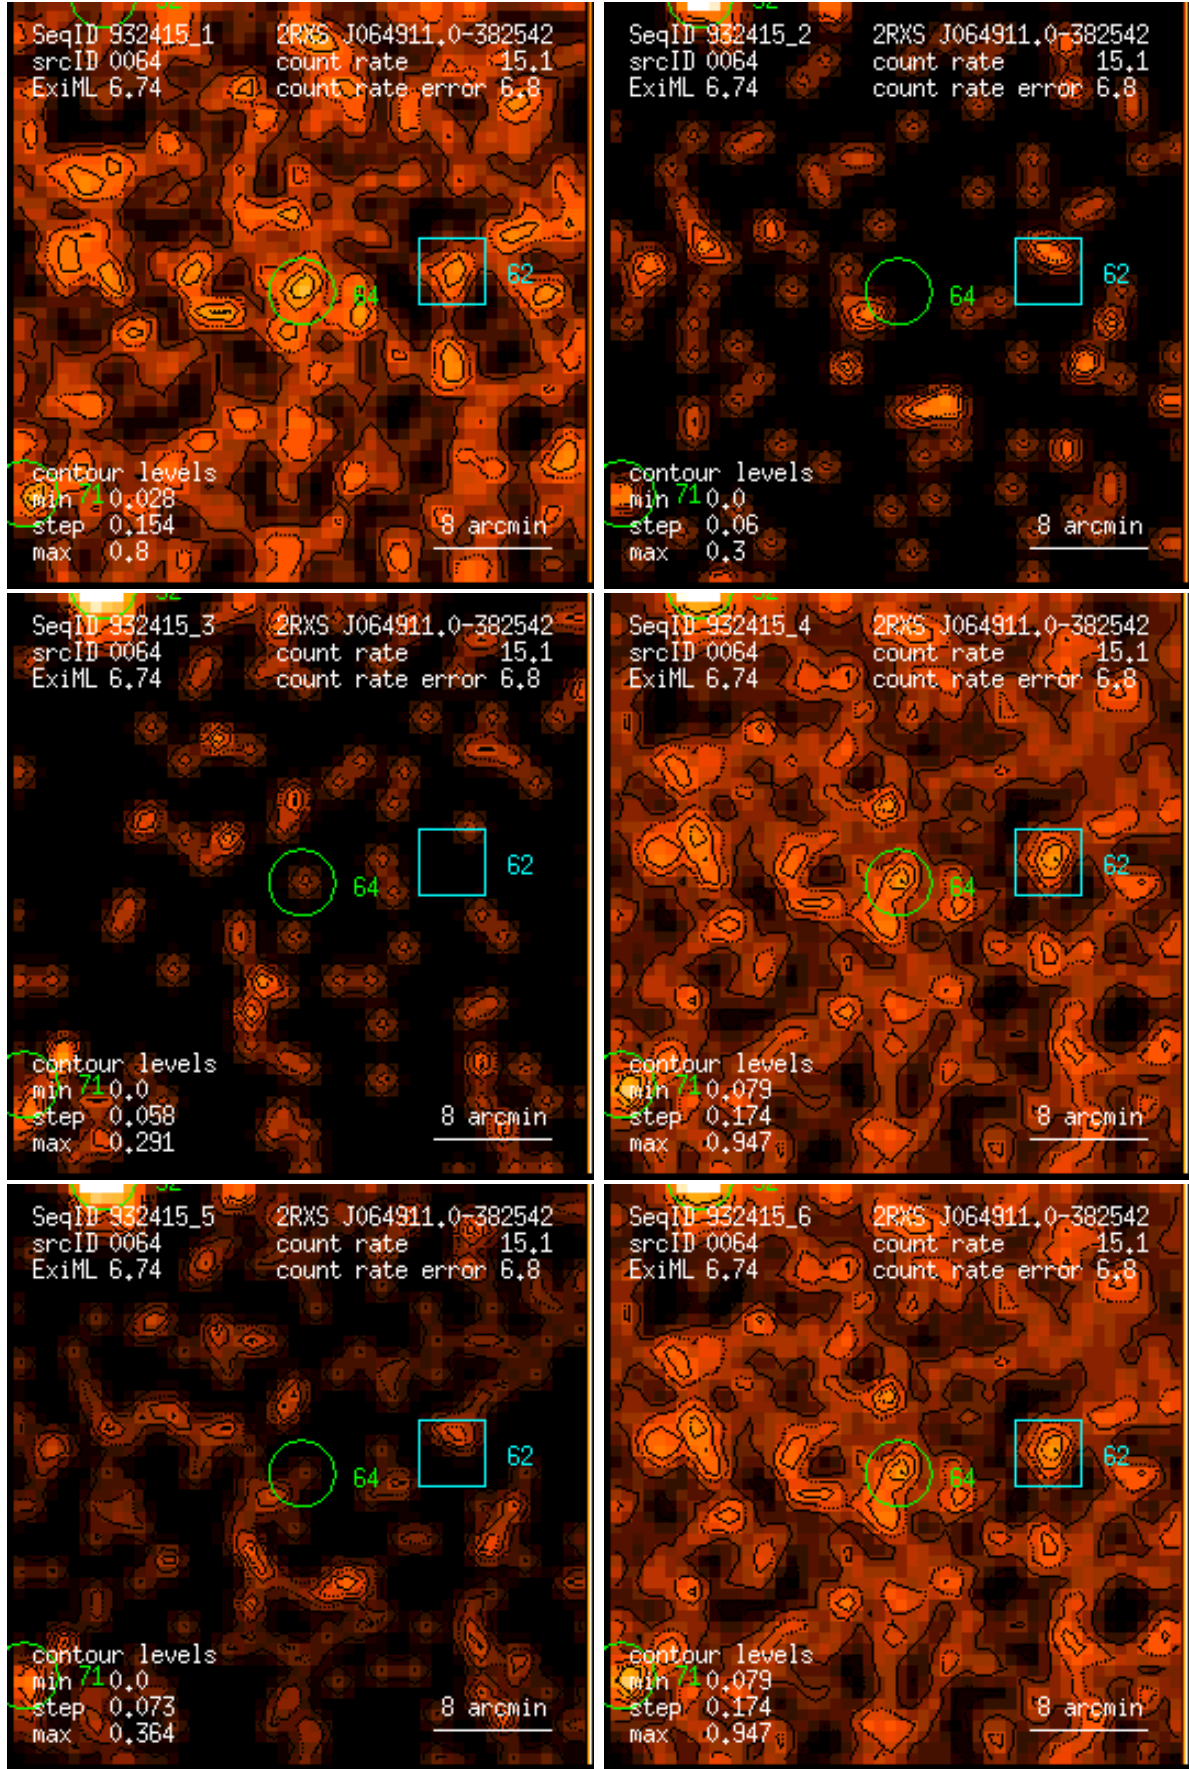 SeqID 932415_1 2RXS J064911.0-382542
srcID 0064 count rate 15.1
ExiML 6.74 count rate error 6.8
62
64
contour levels
min 71 0.028
step 0.154
max 0.8
8 arcmin
SeqID 932415_2 2RXS J064911.0-382542
srcID 0064 count rate 15.1
ExiML 6.74 count rate error 6.8
62
64
contour levels
min 71 0.0
step 0.06
max 0.3
8 arcmin
SeqID 932415_3 2RXS J064911.0-382542
srcID 0064 count rate 15.1
ExiML 6.74 count rate error 6.8
62
64
contour levels
min 71 0.0
step 0.058
max 0.291
8 arcmin
SeqID 932415_4 2RXS J064911.0-382542
srcID 0064 count rate 15.1
ExiML 6.74 count rate error 6.8
62
64
contour levels
min 71 0.079
step 0.174
max 0.947
8 arcmin
SeqID 932415_5 2RXS J064911.0-382542
srcID 0064 count rate 15.1
ExiML 6.74 count rate error 6.8
62
64
contour levels
min 71 0.0
step 0.073
max 0.364
8 arcmin
SeqID 932415_6 2RXS J064911.0-382542
srcID 0064 count rate 15.1
ExiML 6.74 count rate error 6.8
62
64
contour levels
min 71 0.079
step 0.174
max 0.947
8 arcmin